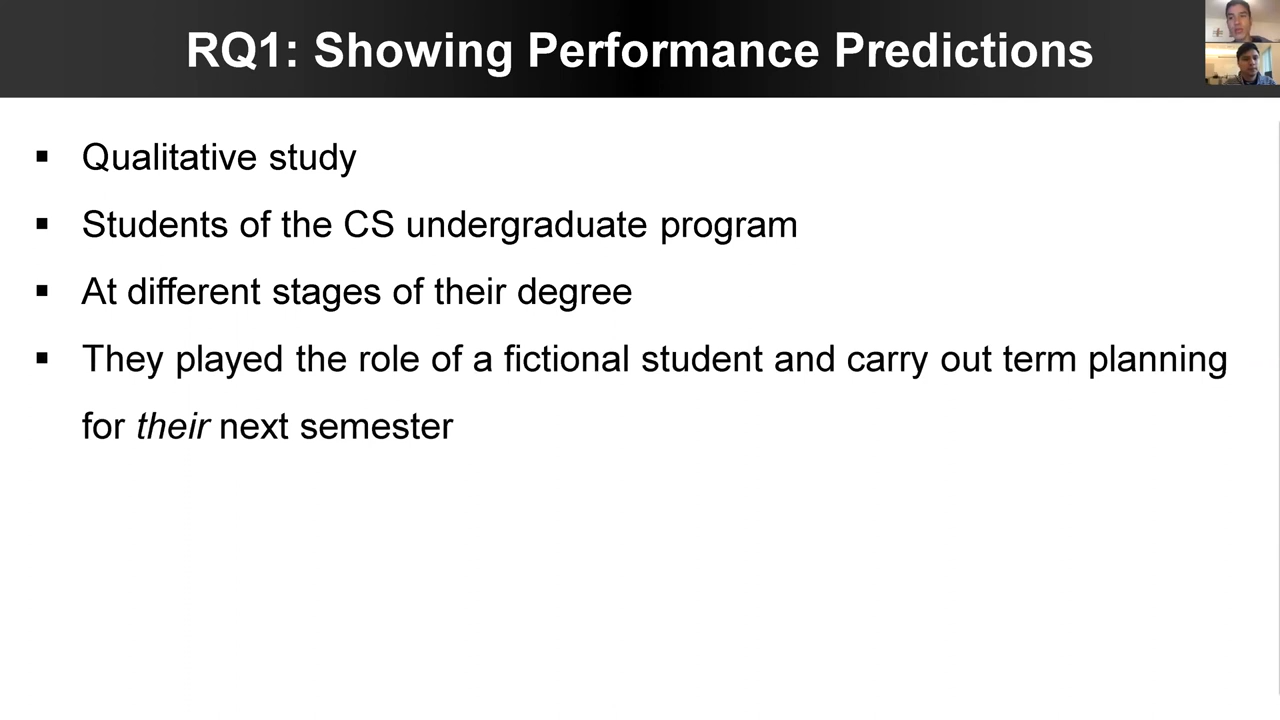 RQ1: Showing Performance Predictions
▪ Qualitative study
▪ Students of the CS undergraduate program
▪ At different stages of their degree
▪ They played the role of a fictional student and carry out term planning
for their next semester